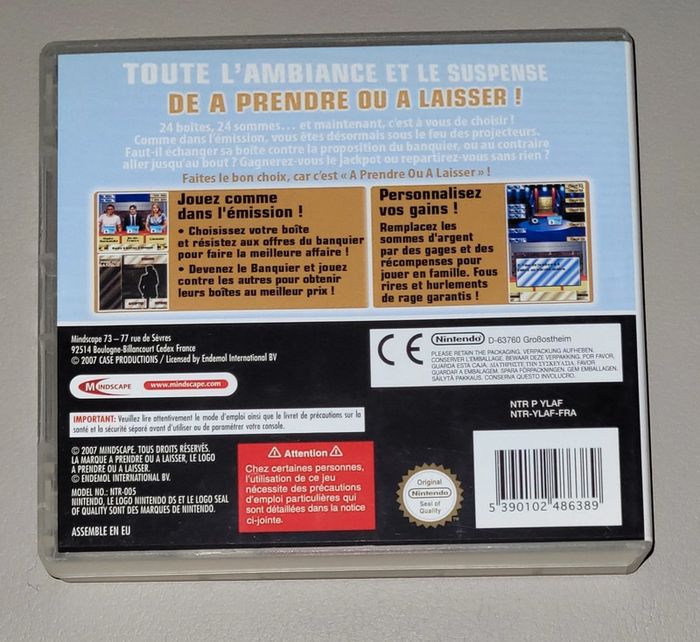 TOUTE L'AMBIANCE ET LE SUSPENSE
DE A PRENDRE OU A LAISSER !
24 boîtes, 24 sommes... et maintenant, c'est à vous de choisir !
Comme dans l'émission, vous êtes désormais sous le feu des projecteurs.
Faut-il échanger sa boîte contre la proposition du banquier, ou au contraire
aller jusqu'au bout ? Gagnerez-vous le jackpot ou repartirez-vous sans rien ?
Faites le bon choix, car c'est « A Prendre Ou A Laisser » !
Jouez comme
dans l'émission !
• Choisissez votre boîte
et résistez aux offres du banquier
pour faire la meilleure affaire !
• Devenez le Banquier et jouez
contre les autres pour obtenir
leurs boîtes au meilleur prix !
Personnalisez
vos gains !
Remplacez les
sommes d'argent
par des gages et des
récompenses pour
jouer en famille. Fous
rires et hurlements
de rage garantis !
Mindscape 73 – 77 rue de Sèvres
92514 Boulogne-Billancourt Cedex France
© 2007 CASE PRODUCTIONS / Licensed by Endemol International BV
MINDSCAPE
www.mindscape.com
CE
Nintendo
D-63760 Großostheim
PLEASE RETAIN THE PACKAGING. VERPACKUNG AUFHEBEN.
CONSERVER L'EMBALLAGE. BEWAAR DEZE VERPAKKING. POR FAVOR,
GUARDA ESTA CAJA. ΔΙΑΤΗΡΗΣΤΕ ΤΗΝ ΣΥΣΚΕΥΑΣΙΑ. FAVOR
GUARDAR A EMBALAGEM. SPARA FÖRPACKNINGEN. GEM EMBALLAGEN.
SÄILYTÄ PAKKAUS. CONSERVA QUESTO INVOLUCRO.
NTR P YLAF
NTR-YLAF-FRA
IMPORTANT: Veuillez lire attentivement le mode d'emploi ainsi que le livret de précautions sur la
santé et la sécurité séparé avant d'utiliser ou de paramétrer votre console.
© 2007 MINDSCAPE. TOUS DROITS RÉSERVÉS.
LA MARQUE A PRENDRE OU A LAISSER, LE LOGO
A PRENDRE OU A LAISSER.
© ENDEMOL INTERNATIONAL BV.
MODEL NO.: NTR-005
NINTENDO, LE LOGO NINTENDO DS ET LE LOGO SEAL
OF QUALITY SONT DES MARQUES DE NINTENDO.
ASSEMBLE EN EU
⚠ Attention ⚠
Chez certaines personnes,
l'utilisation de ce jeu
nécessite des précautions
d'emploi particulières qui
sont détaillées dans la notice
ci-jointe.
Original
Nintendo
Seal of
Quality
TM
5 390102 486389